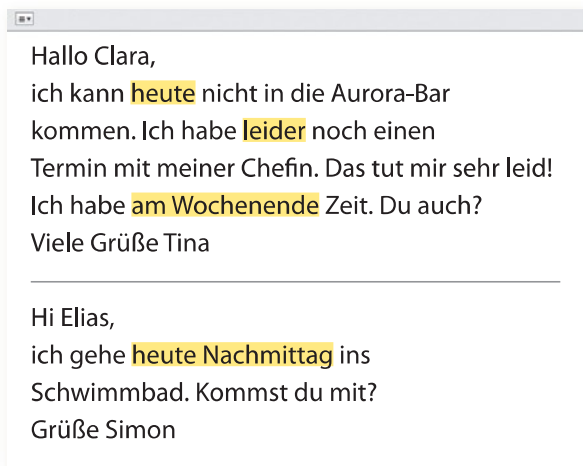 Hallo Clara,
ich kann heute nicht in die Aurora-Bar
kommen. Ich habe leider noch einen
Termin mit meiner Chefin. Das tut mir sehr leid!
Ich habe am Wochenende Zeit. Du auch?
Viele Grüße Tina
Hi Elias,
ich gehe heute Nachmittag ins
Schwimmbad. Kommst du mit?
Grüße Simon